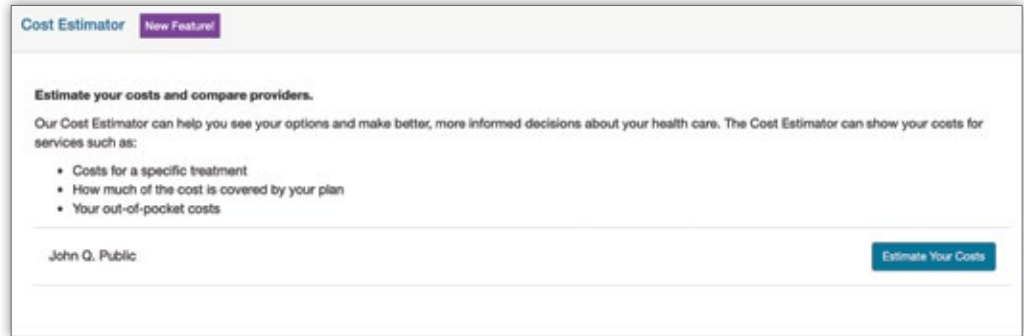 Cost Estimator New Feature!
Estimate your costs and compare providers.
Our Cost Estimator can help you see your options and make better, more informed decisions about your health care. The Cost Estimator can show your costs for
services such as:
• Costs for a specific treatment
• How much of the cost is covered by your plan
• Your out-of-pocket costs
John Q. Public Estimate Your Costs